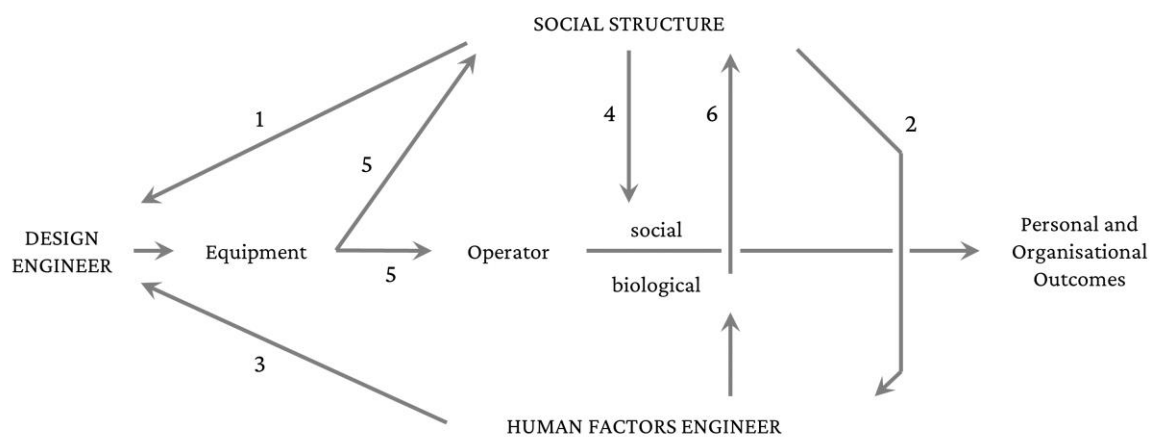 SOCIAL STRUCTURE
1
4
6
2
5
social
DESIGN
ENGINEER
Equipment
5
Operator
biological
Personal and
Organisational
Outcomes
3
HUMAN FACTORS ENGINEER